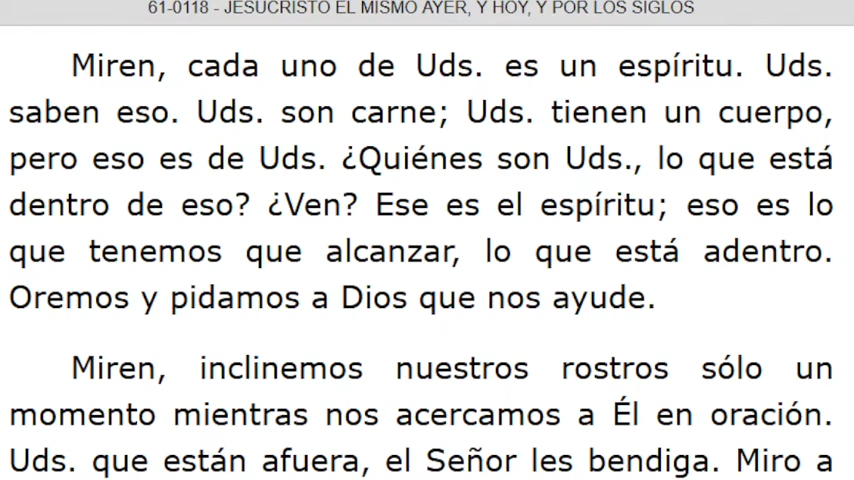 61-0118 - JESUCRISTO EL MISMO AYER, Y HOY, Y POR LOS SIGLOS
Miren, cada uno de Uds. es un espíritu. Uds.
saben eso. Uds. son carne; Uds. tienen un cuerpo,
pero eso es de Uds. ¿Quiénes son Uds., lo que está
dentro de eso? ¿Ven? Ese es el espíritu; eso es lo
que tenemos que alcanzar, lo que está adentro.
Oremos y pidamos a Dios que nos ayude.
Miren, inclinemos nuestros rostros sólo un
momento mientras nos acercamos a Él en oración.
Uds. que están afuera, el Señor les bendiga. Miro a